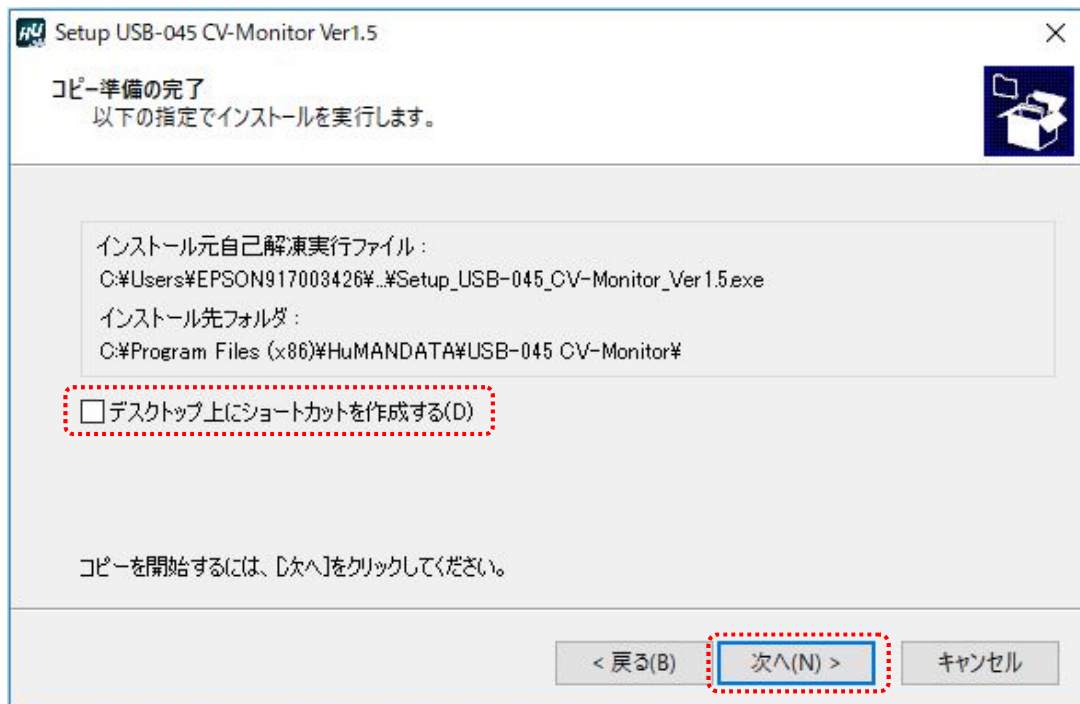 Setup USB-045 CV-Monitor Ver1.5
コピー準備の完了
以下の指定でインストールを実行します。
インストール元自己解凍実行ファイル：
C:¥Users¥EPSON917003426¥..¥Setup_USB-045_CV-Monitor_Ver1.5.exe
インストール先フォルダ：
C:¥Program Files (x86)¥HuMANDATA¥USB-045 CV-Monitor¥
デスクトップ上にショートカットを作成する(D)
コピーを開始するには、[次へ]をクリックしてください。
< 戻る(B) 次へ(N) > キャンセル